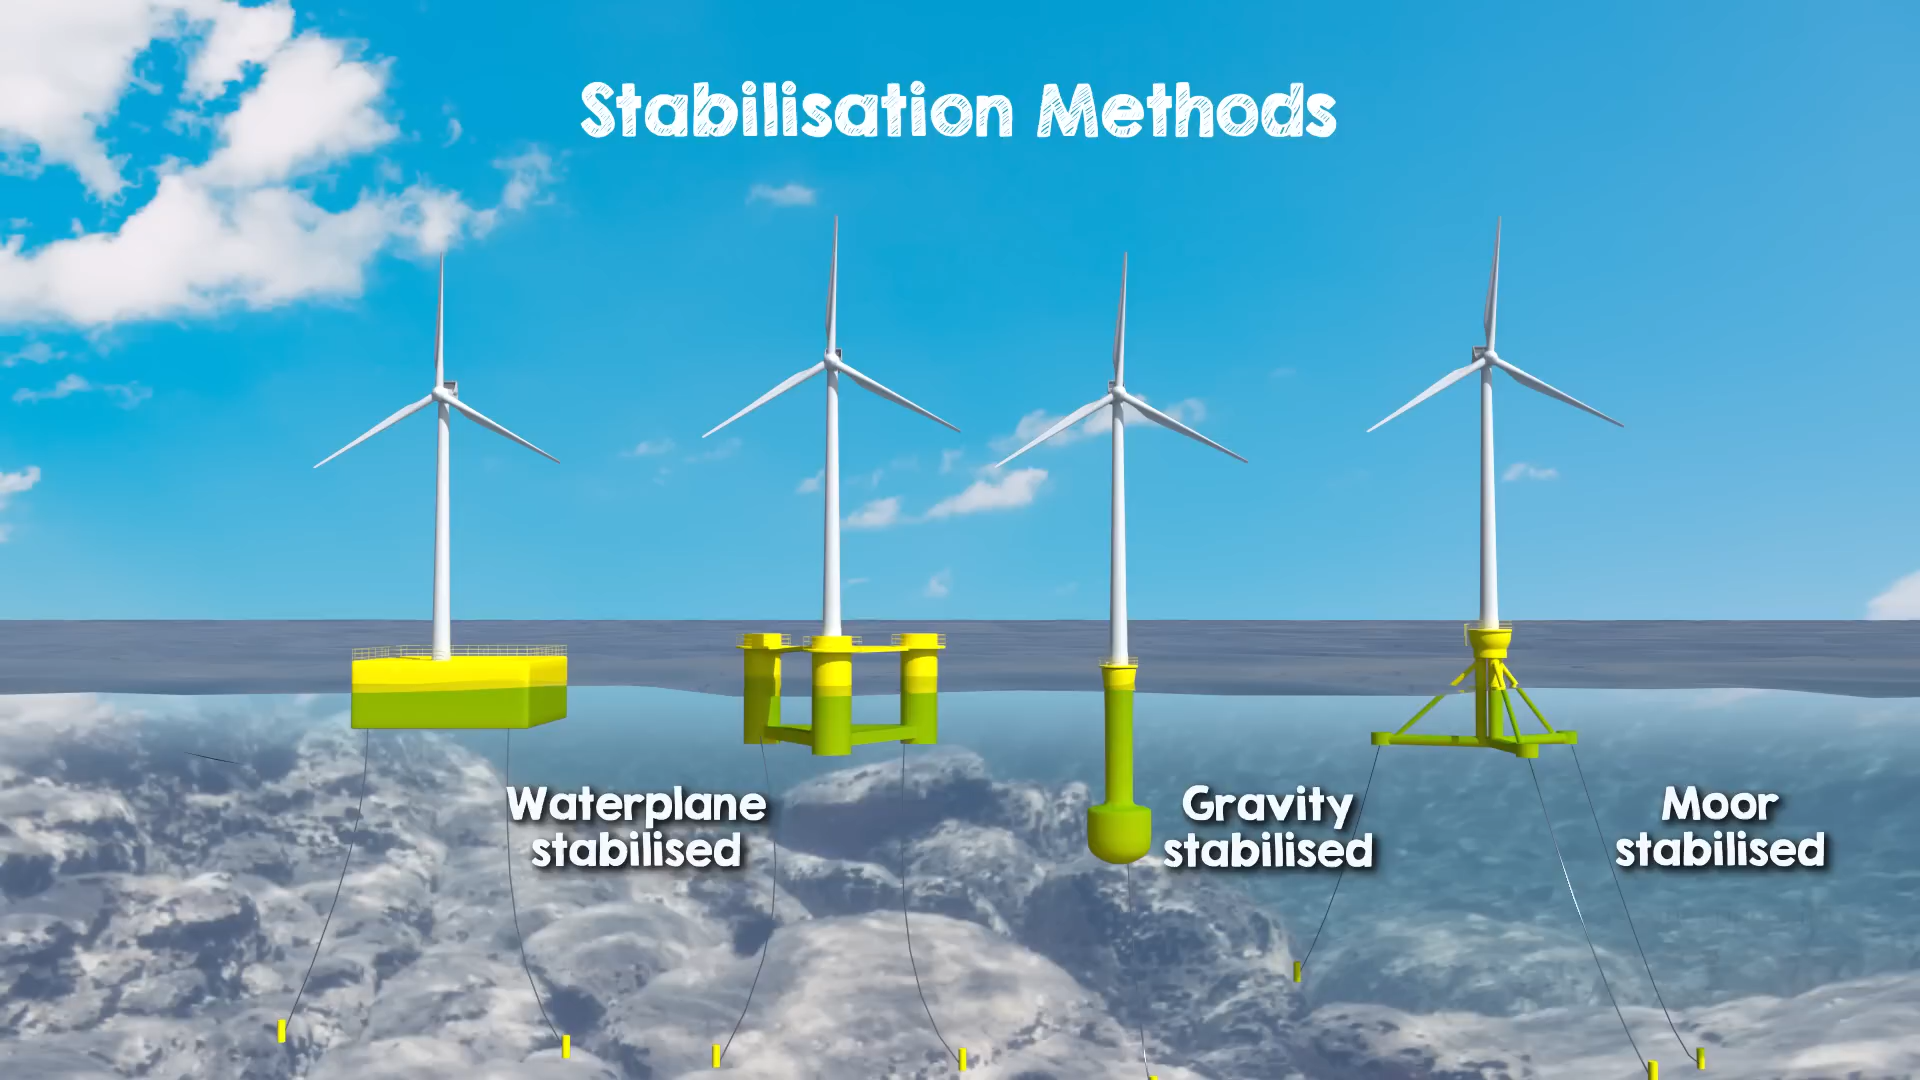 Stabilisation Methods
Waterplane
stabilised
Gravity
stabilised
Moor
stabilised